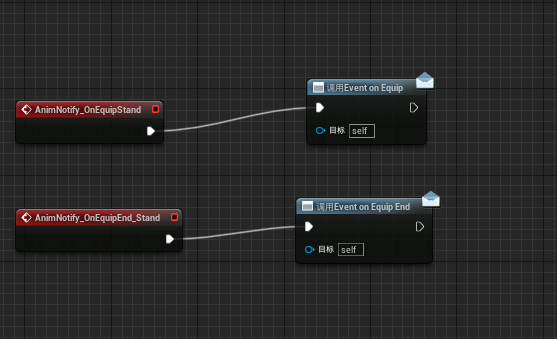 调用Event on Equip
AnimNotify_OnEquipStand
目标 self
调用Event on Equip End
AnimNotify_OnEquipEnd_Stand
目标 self